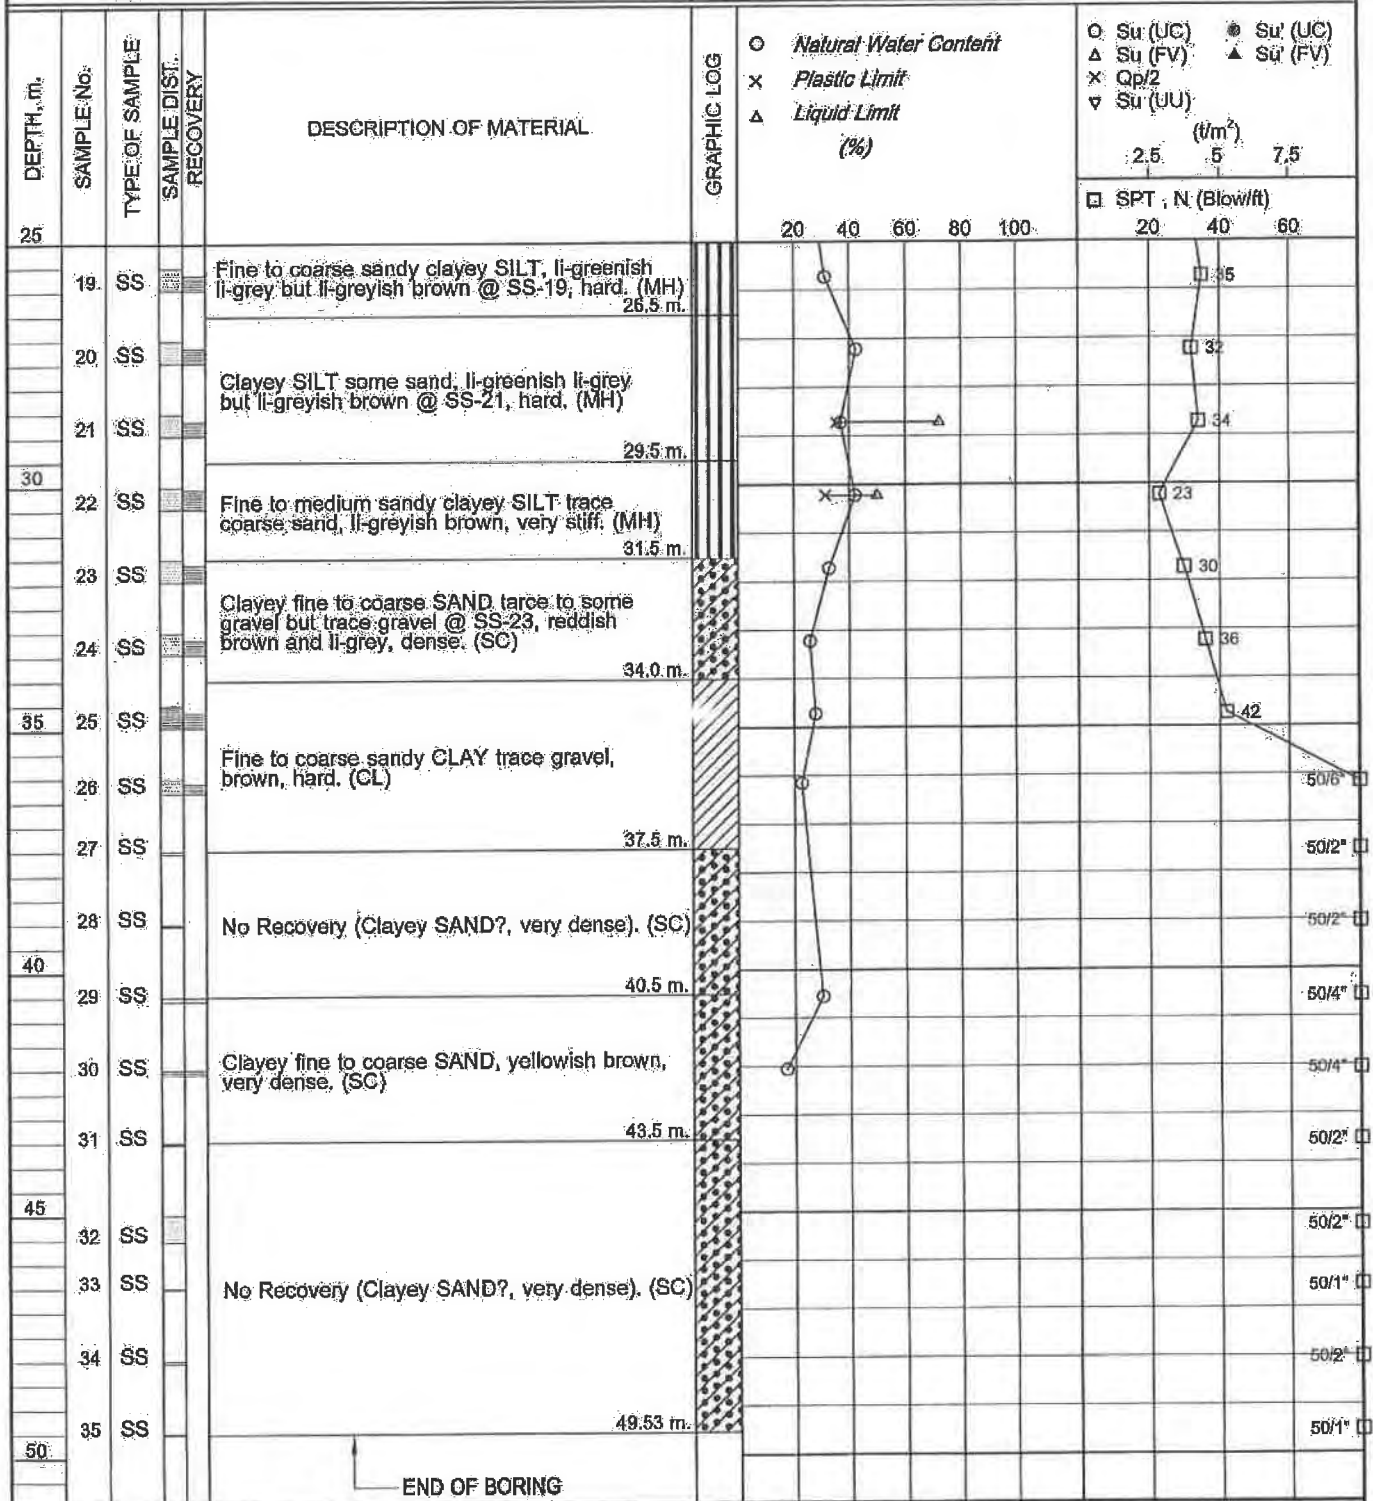 DEPTH, m.
SAMPLE No.
TYPE OF SAMPLE
SAMPLE DIST.
RECOVERY
DESCRIPTION OF MATERIAL
GRAPHIC LOG
Natural Water Content
Plastic Limit
Liquid Limit
(%)
20 40 60 80 100
Su (UC) Su' (UC)
Su (FV) Su' (FV)
Qp/2
Su (UU)
(t/m²)
2.5 5 7.5
SPT , N (Blow/ft)
20 40 60
25
19 SS
Fine to coarse sandy clayey SILT, li-greenish
li-grey but li-greyish brown @ SS-19, hard. (MH)
26.5 m.
35
20 SS
32
Clayey SILT some sand, li-greenish li-grey
but li-greyish brown @ SS-21, hard. (MH)
21 SS
34
29.5 m.
30
22 SS
Fine to medium sandy clayey SILT trace
coarse sand, li-greyish brown, very stiff. (MH)
31.5 m.
23
23 SS
30
Clayey fine to coarse SAND tarce to some
gravel but trace gravel @ SS-23, reddish
brown and li-grey, dense. (SC)
24 SS
36
34.0 m.
35
25 SS
42
Fine to coarse sandy CLAY trace gravel,
brown, hard. (CL)
26 SS
50/6"
37.5 m.
27 SS
50/2"
28 SS
No Recovery (Clayey SAND?, very dense). (SC)
50/2"
40
40.5 m.
29 SS
50/4"
Clayey fine to coarse SAND, yellowish brown,
very dense. (SC)
30 SS
50/4"
43.5 m.
31 SS
50/2"
45
32 SS
50/2"
33 SS
No Recovery (Clayey SAND?, very dense). (SC)
50/1"
34 SS
50/2"
49.53 m.
35 SS
50/1"
50
END OF BORING